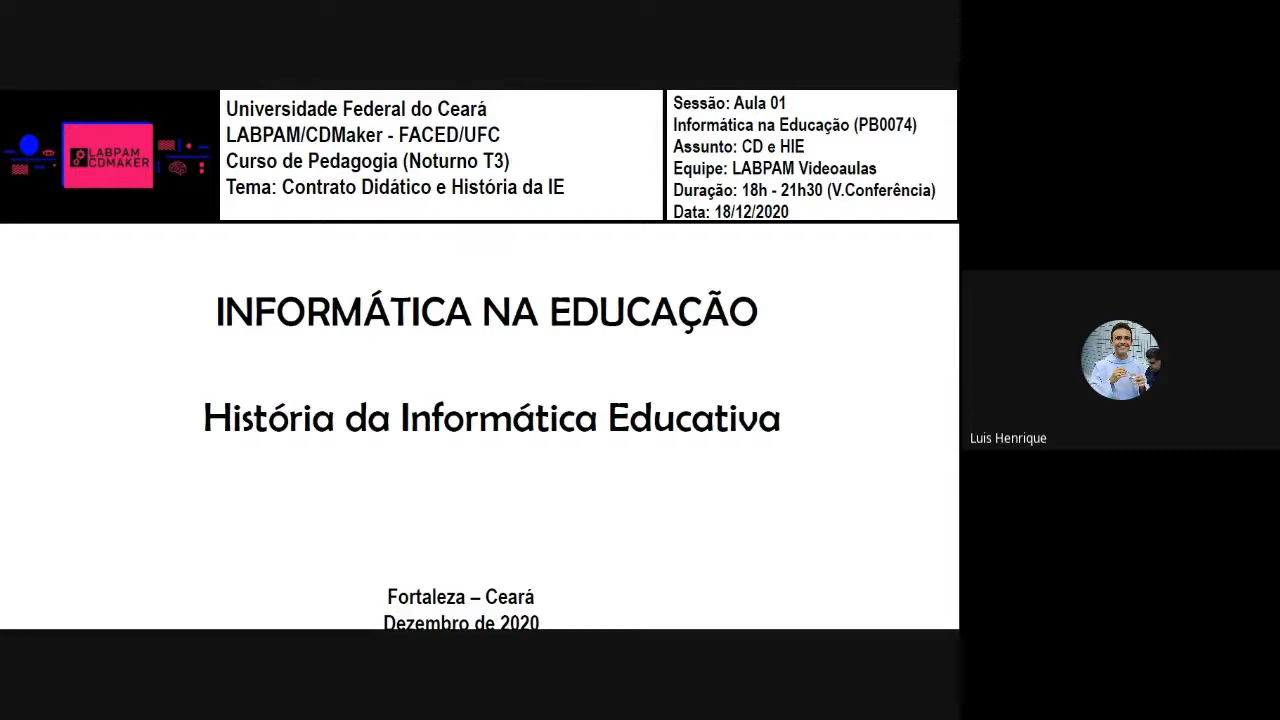 LABPAM
CDMAKER
Universidade Federal do Ceará
LABPAM/CDMaker - FACED/UFC
Curso de Pedagogia (Noturno T3)
Tema: Contrato Didático e História da IE
Sessão: Aula 01
Informática na Educação (PB0074)
Assunto: CD e HIE
Equipe: LABPAM Videoaulas
Duração: 18h - 21h30 (V.Conferência)
Data: 18/12/2020
INFORMÁTICA NA EDUCAÇÃO
História da Informática Educativa
Fortaleza – Ceará
Dezembro de 2020
Luis Henrique